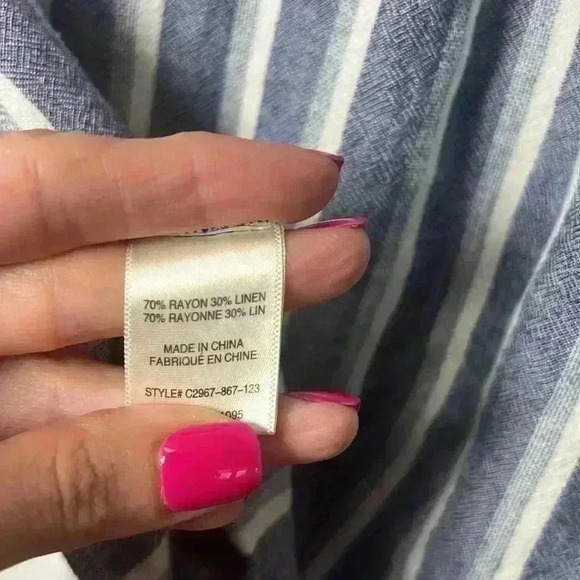 70% RAYON 30% LINEN
70% RAYONNE 30% LIN
MADE IN CHINA
FABRIQUÉ EN CHINE
STYLE# C2967-867-123